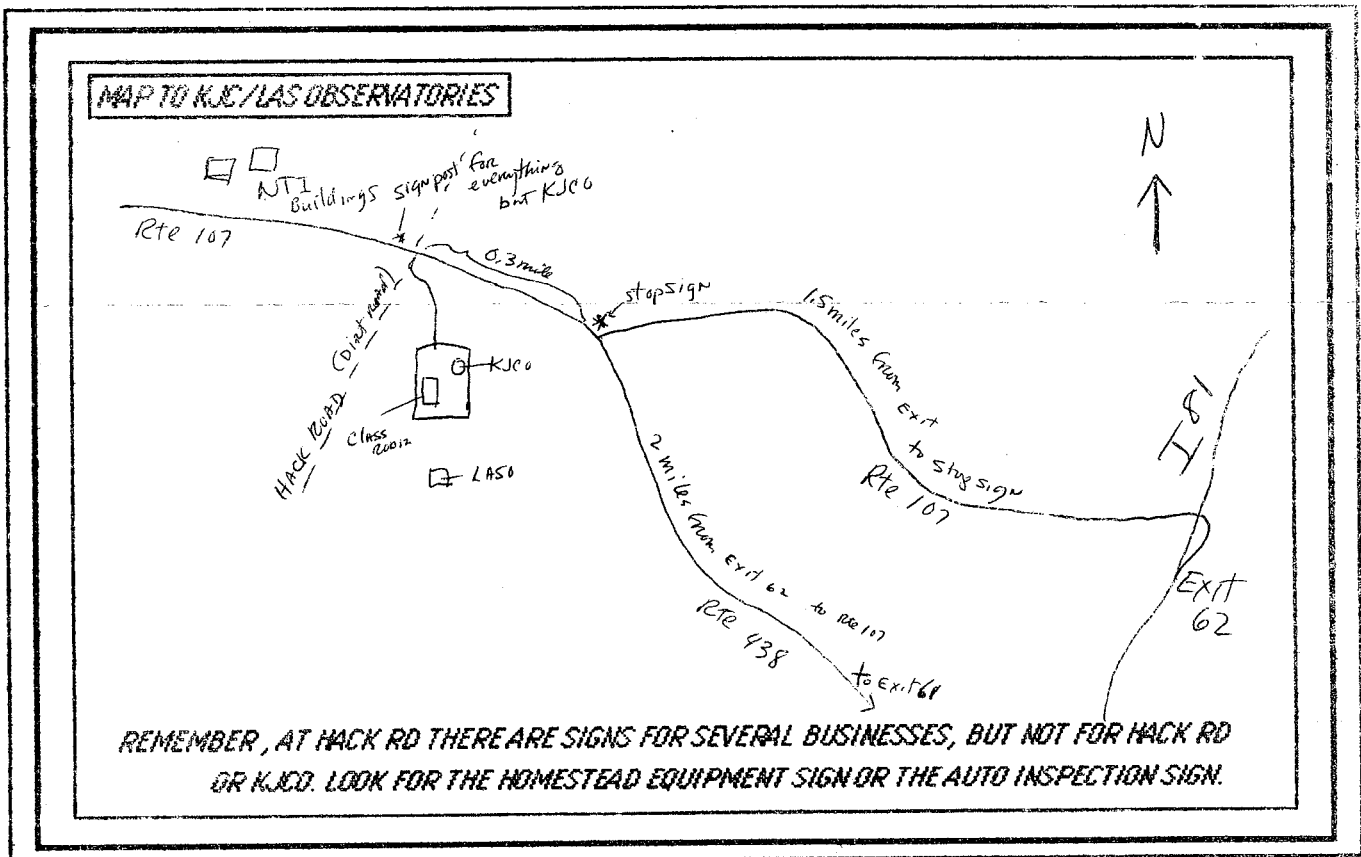 MAP TO KJC/LAS OBSERVATORIES
N
NTI
Buildings
signpost for
everything
but KJCO
Rte 107
0.3 mile
stop sign
HACK ROAD (Dirt road)
KJCO
CLASS
LASO
1.5 miles from Exit
to stop sign
Rte 107
I-81
Exit
62
2 miles from Exit 62 to Rte 107
Rte 438
to Exit
REMEMBER, AT HACK RD THERE ARE SIGNS FOR SEVERAL BUSINESSES, BUT NOT FOR HACK RD
OR KJCO. LOOK FOR THE HOMESTEAD EQUIPMENT SIGN OR THE AUTO INSPECTION SIGN.